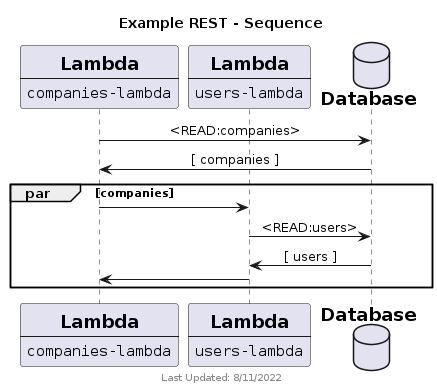 Example REST - Sequence
Lambda
companies-lambda
Lambda
users-lambda
Database
<READ:companies>
[ companies ]
par [companies]
<READ:users>
[ users ]
Lambda
companies-lambda
Lambda
users-lambda
Database
Last Updated: 8/11/2022